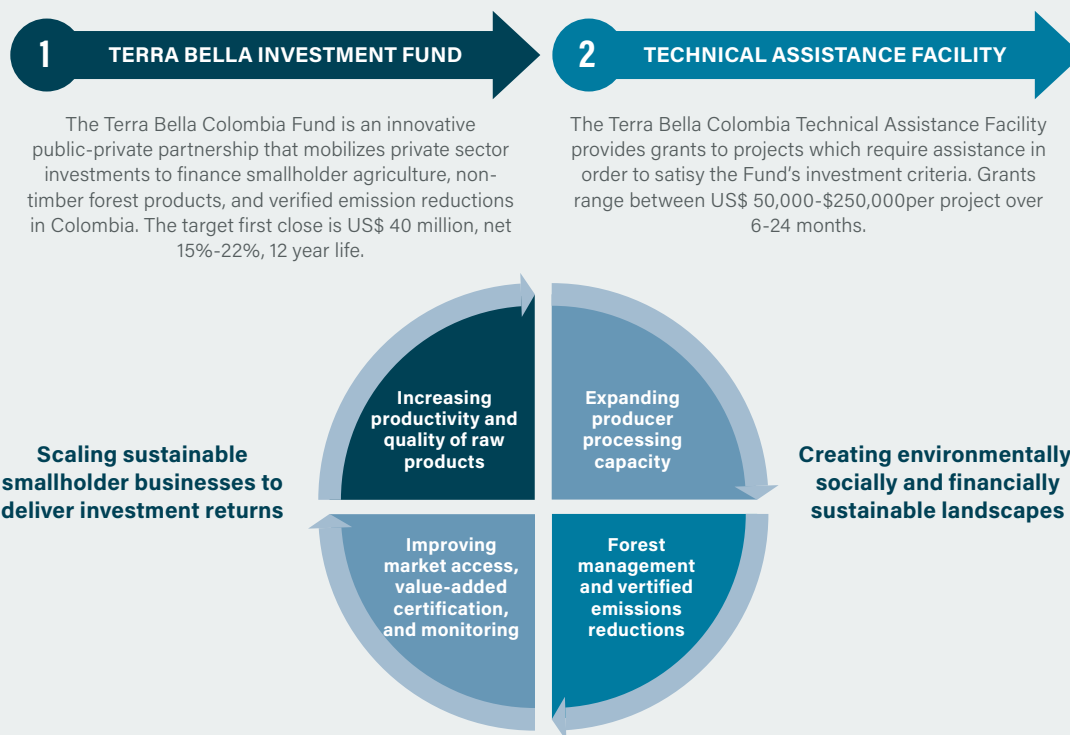 1
TERRA BELLA INVESTMENT FUND
The Terra Bella Colombia Fund is an innovative
public-private partnership that mobilizes private sector
investments to finance smallholder agriculture, non-
timber forest products, and verified emission reductions
in Colombia. The target first close is US$ 40 million, net
15%-22%, 12 year life.
2
TECHNICAL ASSISTANCE FACILITY
The Terra Bella Colombia Technical Assistance Facility
provides grants to projects which require assistance in
order to satisy the Fund's investment criteria. Grants
range between US$ 50,000-$250,000per project over
6-24 months.
Scaling sustainable
smallholder businesses to
deliver investment returns
Increasing
productivity and
quality of raw
products
Expanding
producer
processing
capacity
Improving
market access,
value-added
certification,
and monitoring
Forest
management
and vertified
emissions
reductions
Creating environmentally
socially and financially
sustainable landscapes